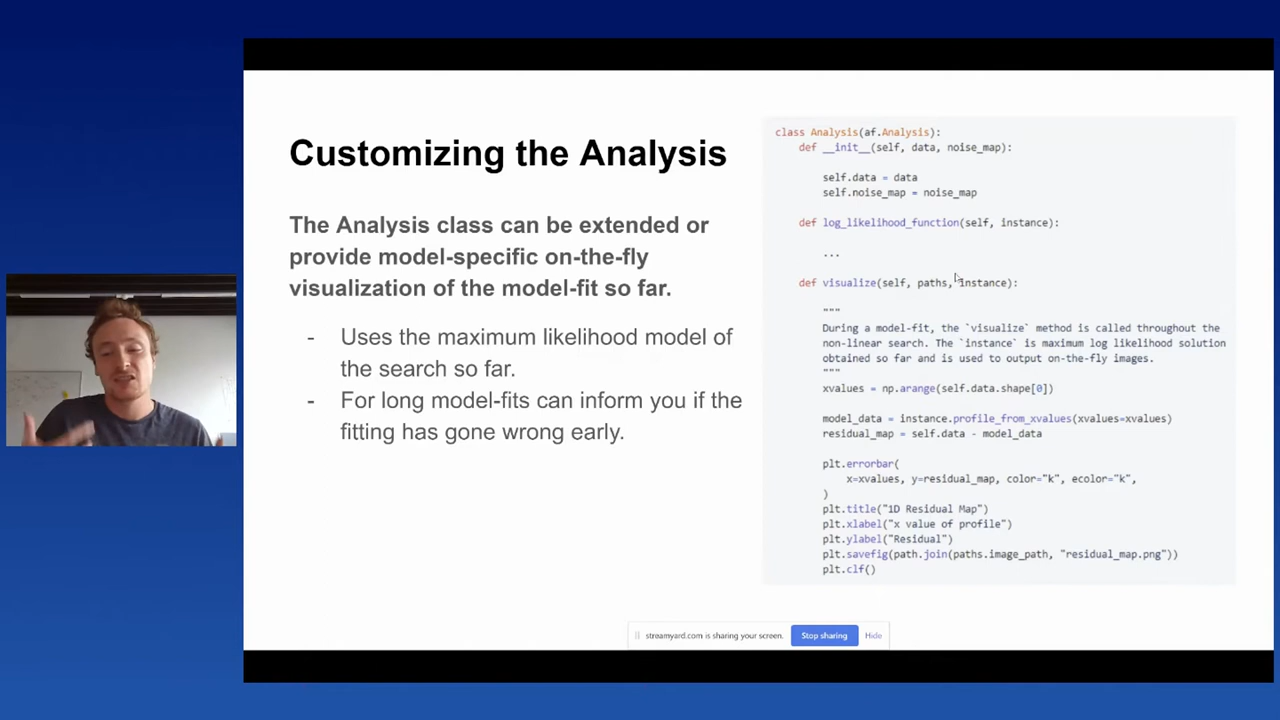 Customizing the Analysis
The Analysis class can be extended or
provide model-specific on-the-fly
visualization of the model-fit so far.
- Uses the maximum likelihood model of
the search so far.
- For long model-fits can inform you if the
fitting has gone wrong early.
class Analysis(af.Analysis):
def __init__(self, data, noise_map):
self.data = data
self.noise_map = noise_map
def log_likelihood_function(self, instance):
...
def visualize(self, paths, instance):
"""
During a model-fit, the `visualize` method is called throughout the
non-linear search. The `instance` is maximum log likelihood solution
obtained so far and is used to output on-the-fly images.
"""
xvalues = np.arange(self.data.shape[0])
model_data = instance.profile_from_xvalues(xvalues=xvalues)
residual_map = self.data - model_data
plt.errorbar(
x=xvalues, y=residual_map, color="k", ecolor="k",
)
plt.title("1D Residual Map")
plt.xlabel("x value of profile")
plt.ylabel("Residual")
plt.savefig(path.join(paths.image_path, "residual_map.png"))
plt.clf()
streamyard.com is sharing your screen. Stop sharing Hide